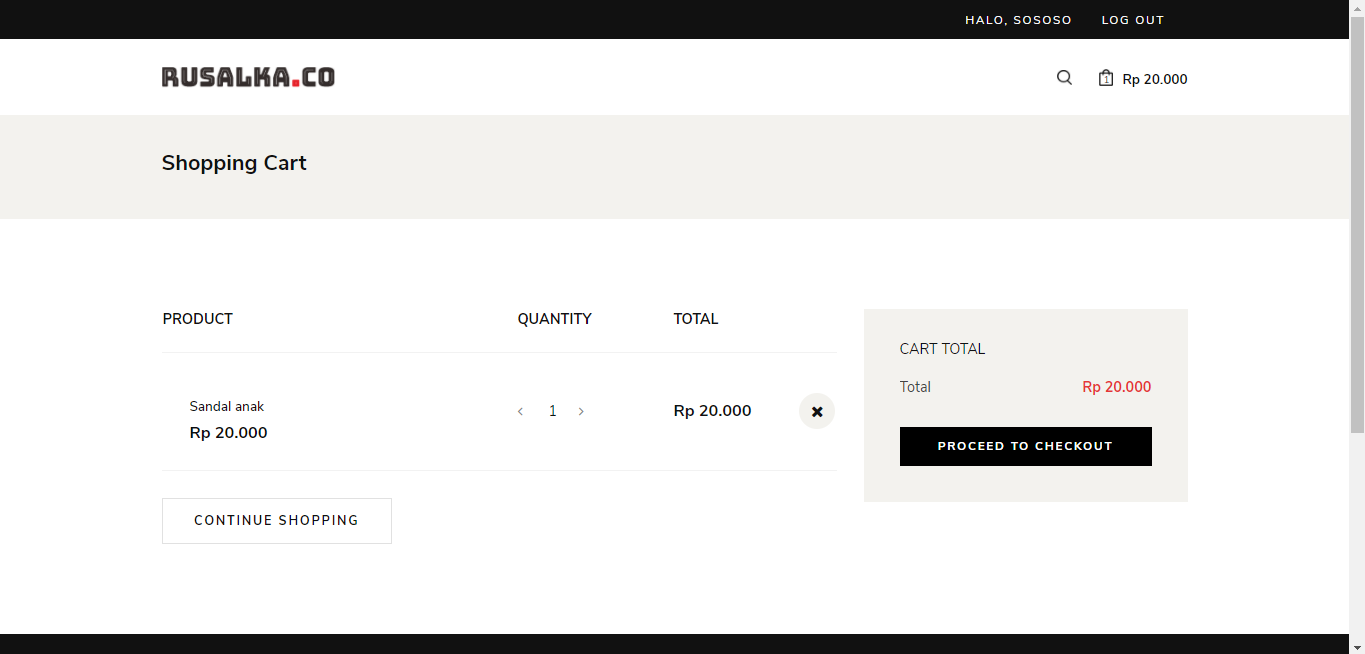 HALO, SOSOSO LOG OUT
RUSALKA.CO
1 Rp 20.000
Shopping Cart
PRODUCT QUANTITY TOTAL
Sandal anak
Rp 20.000
1
Rp 20.000
CONTINUE SHOPPING
CART TOTAL
Total Rp 20.000
PROCEED TO CHECKOUT